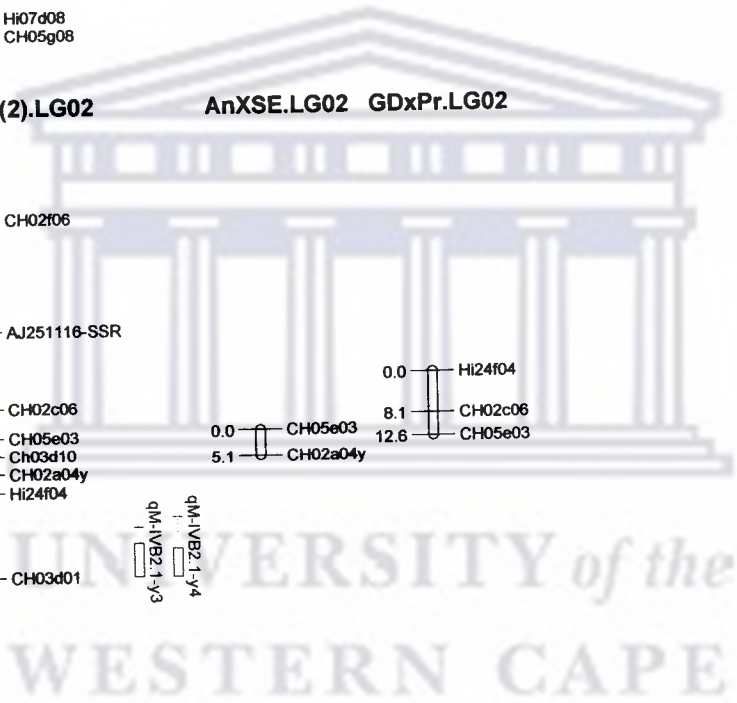 Hi07d08
CH05g08
(2).LG02 AnXSE.LG02 GDxPr.LG02
CH02f06
AJ251116-SSR
0.0 Hi24f04
CH02c06 8.1 CH02c06
CH05e03 0.0 CH05e03 12.6 CH05e03
Ch03d10
CH02a04y 5.1 CH02a04y
Hi24f04
qM-IVB2.1-y3
qM-IVB2.1-y4
CH03d01
UNIVERSITY of the
WESTERN CAPE